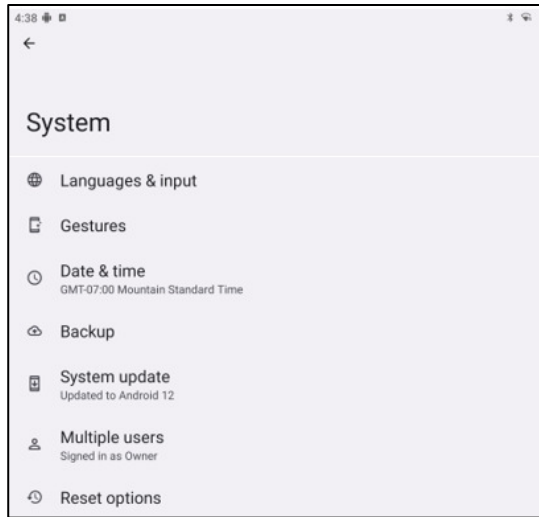 4:38
System
Languages & input
Gestures
Date & time
GMT-07:00 Mountain Standard Time
Backup
System update
Updated to Android 12
Multiple users
Signed in as Owner
Reset options